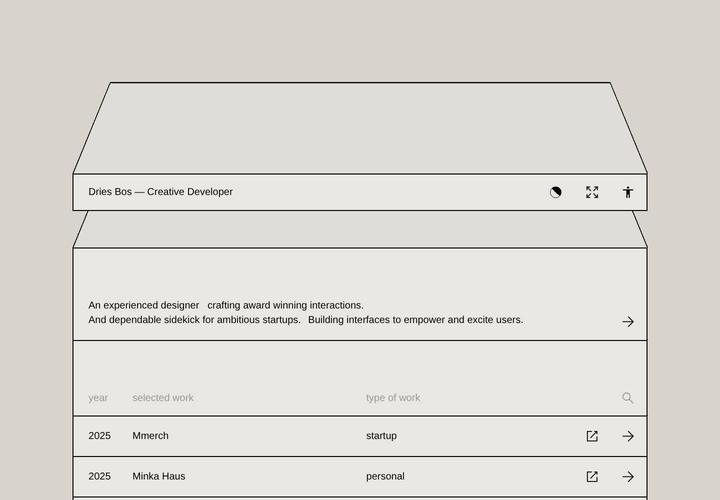 Dries Bos — Creative Developer
An experienced designer crafting award winning interactions.
And dependable sidekick for ambitious startups. Building interfaces to empower and excite users.
year selected work type of work
2025 Mmerch startup
2025 Minka Haus personal